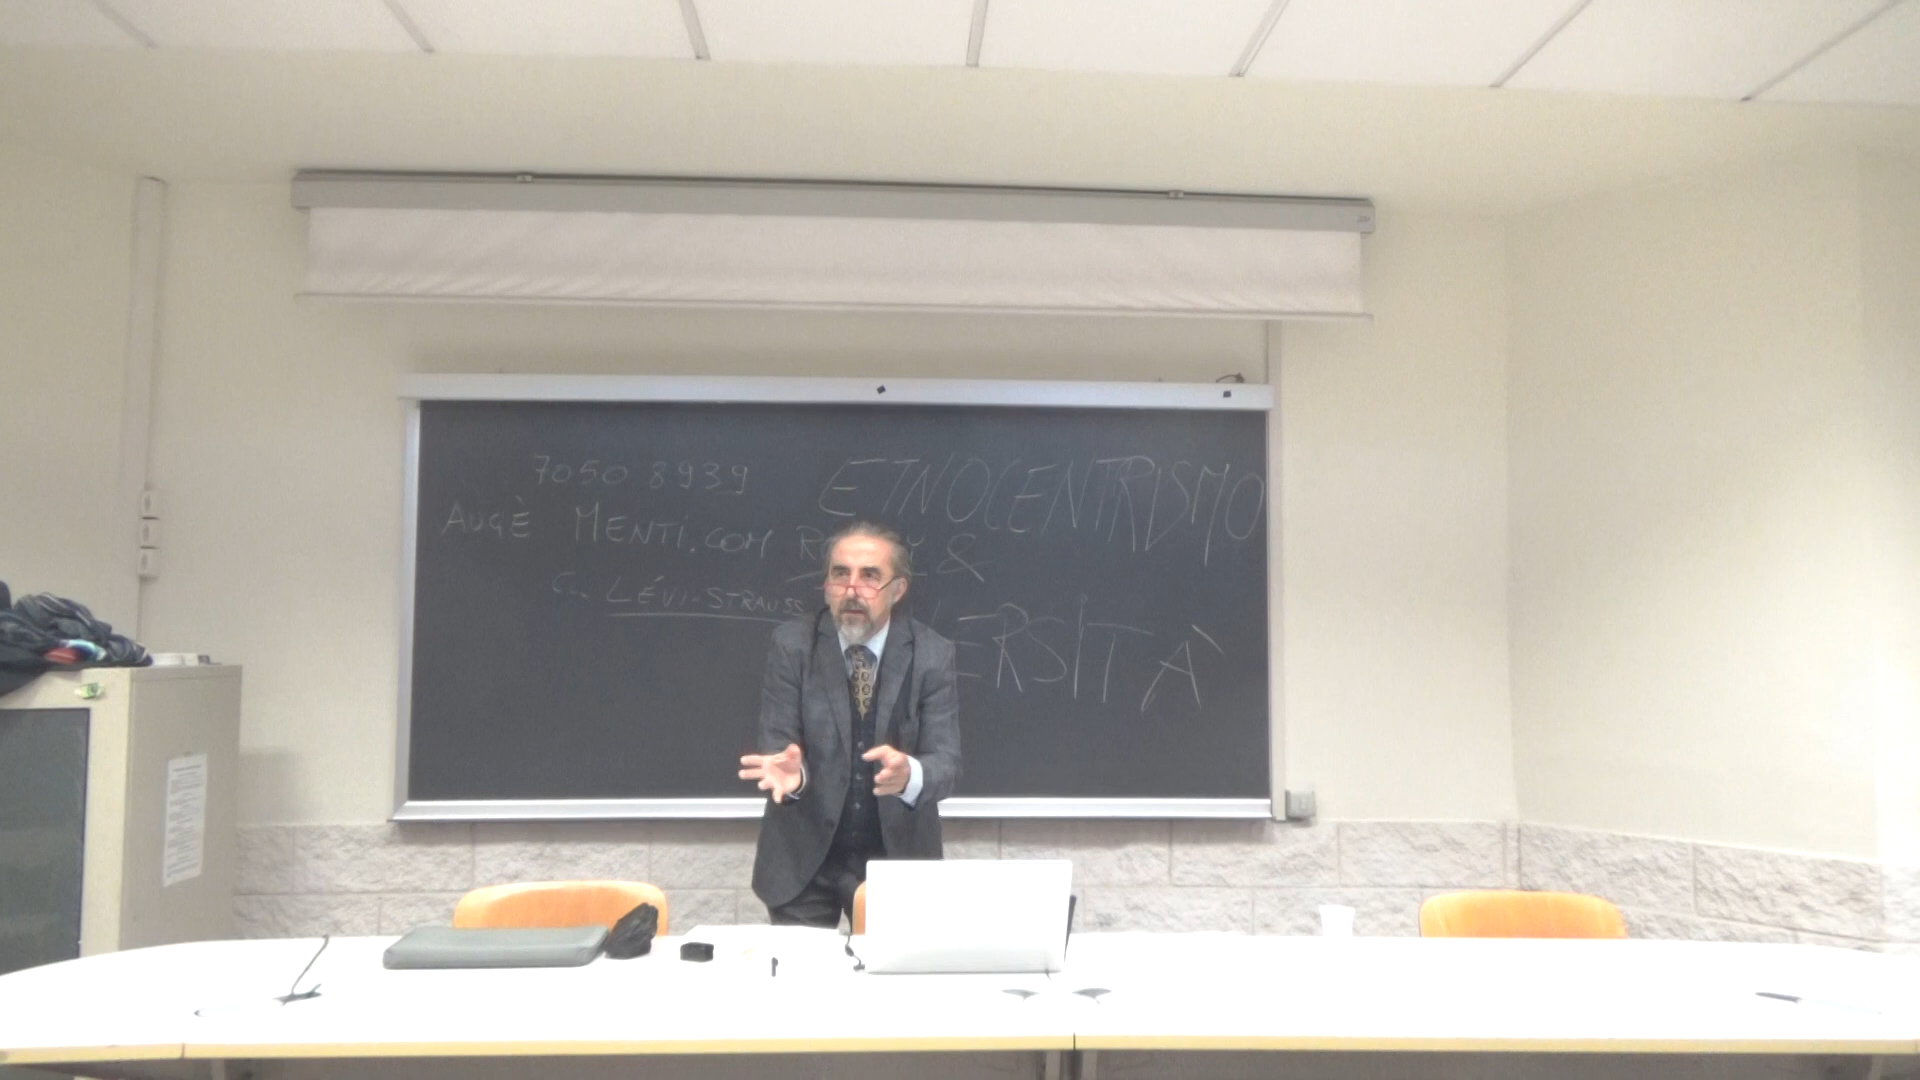 7050 8939
ETNOCENTRISMO
AUGÈ MENTI.COM
&
LÉVI-STRAUSS
ERSITÀ